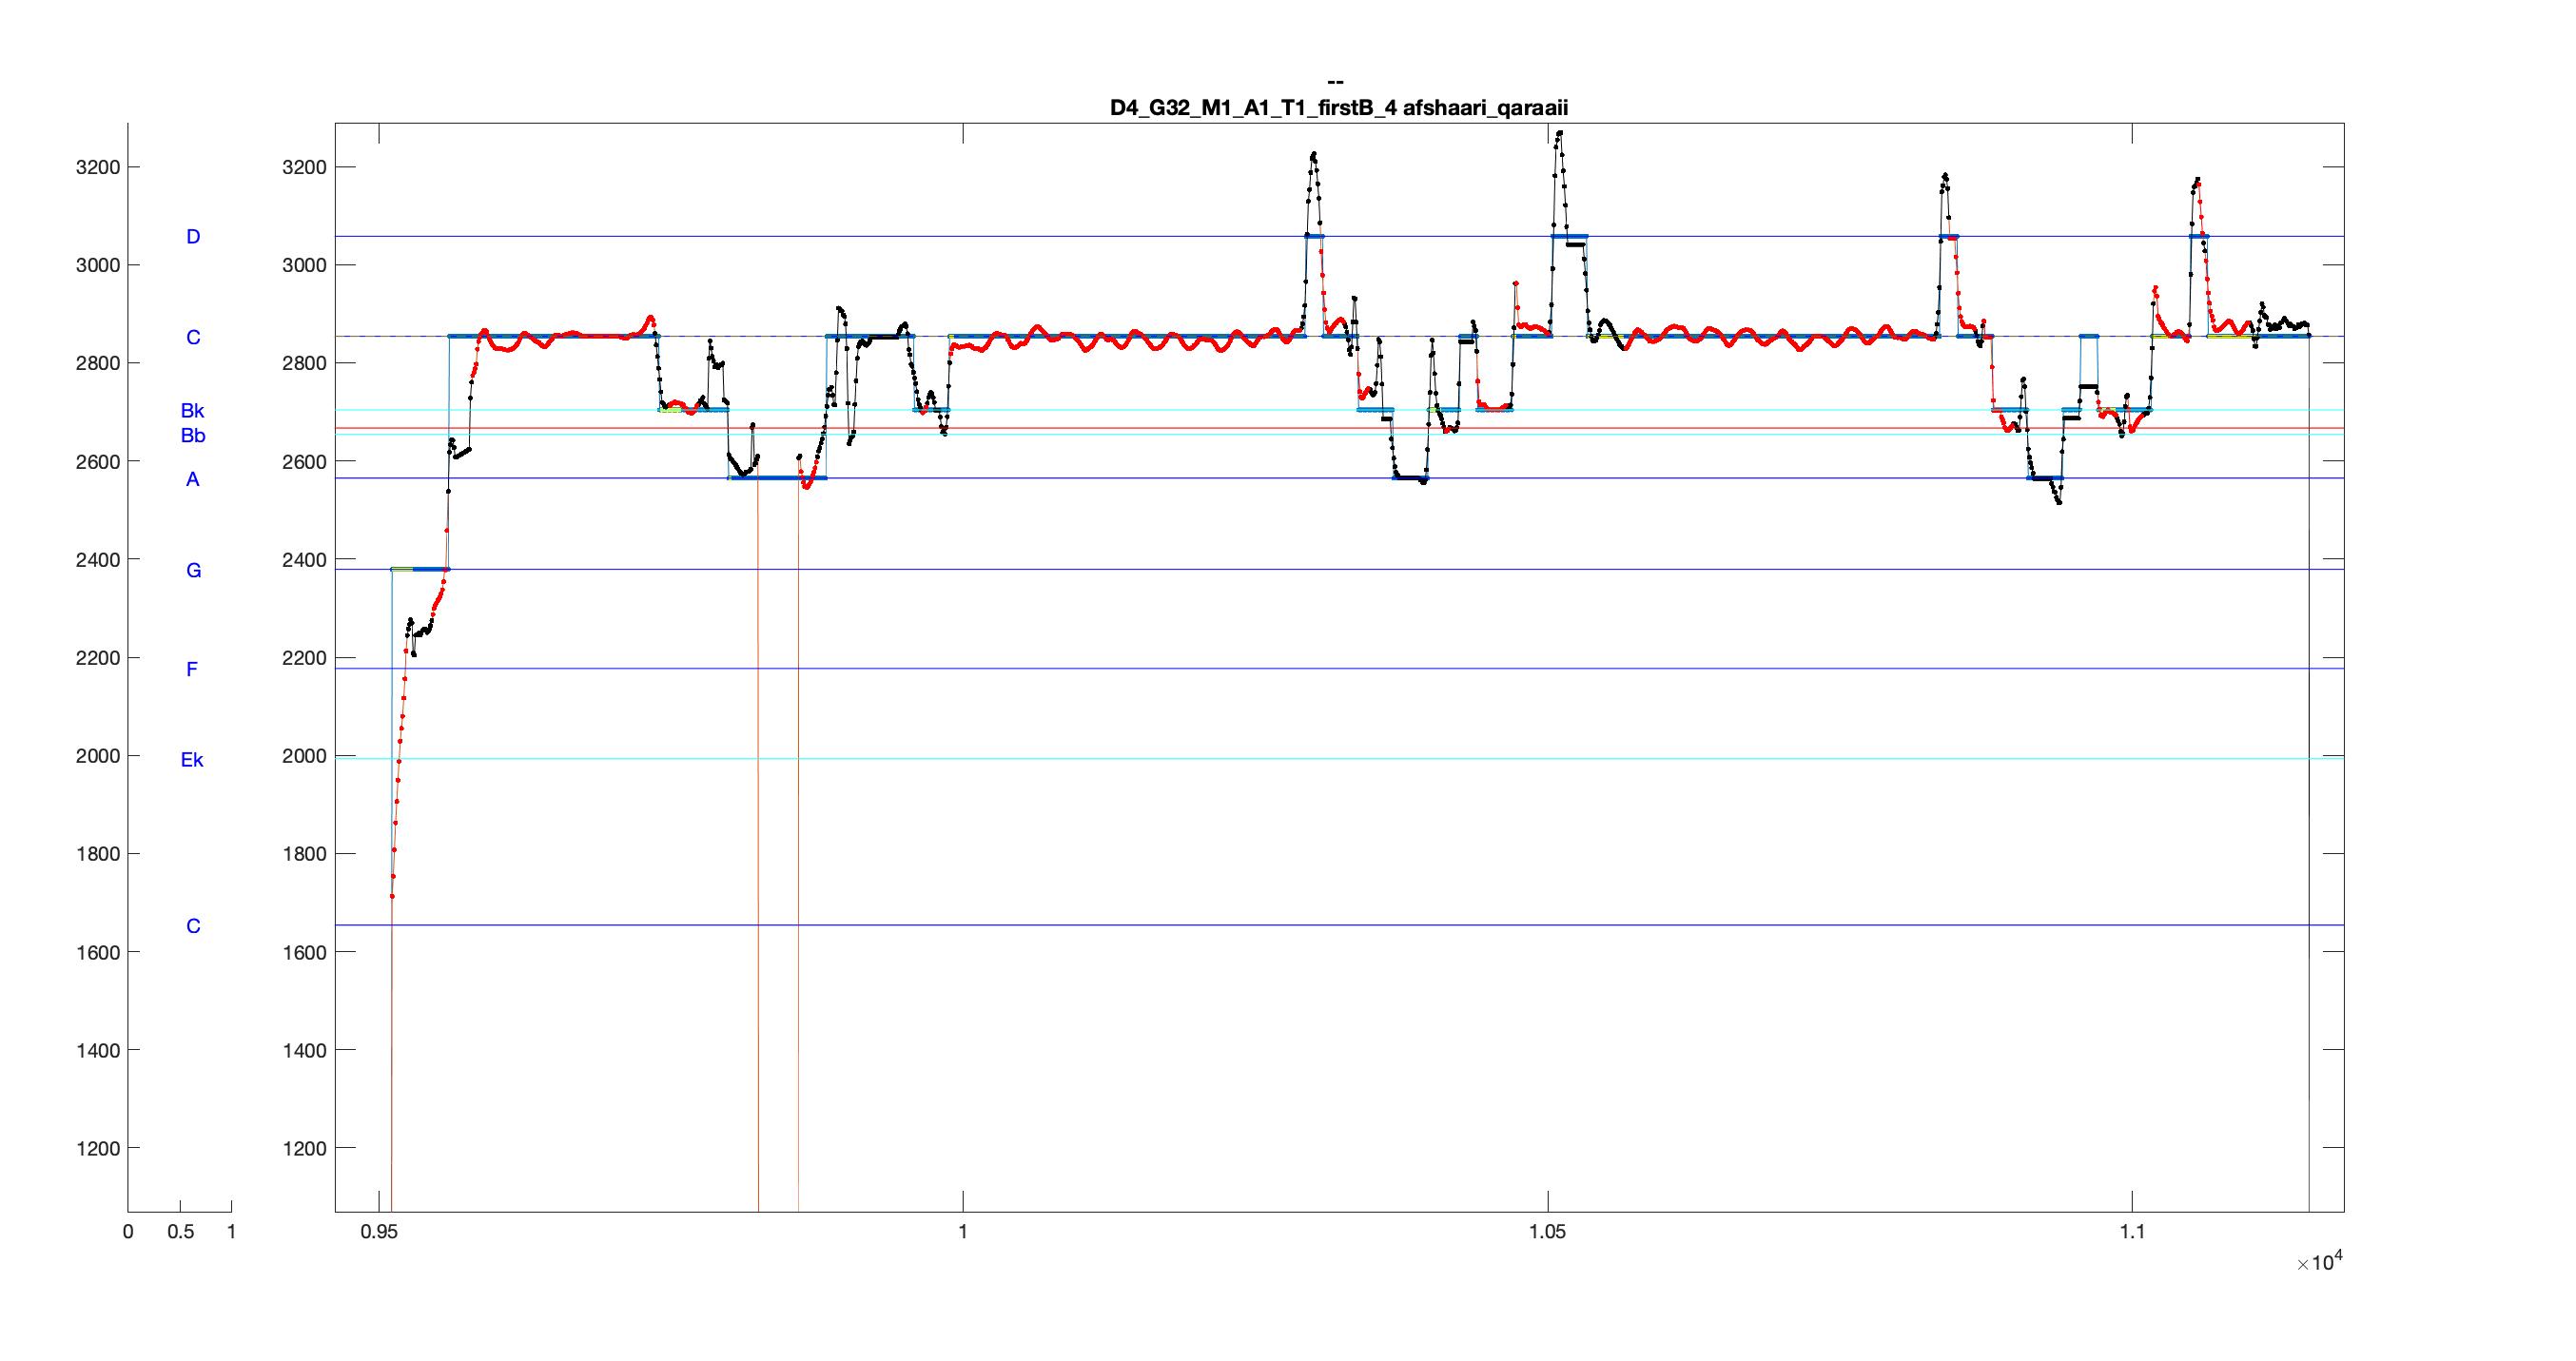 --
D4_G32_M1_A1_T1_firstB_4 afshaari_qaraaii
3200 3200
D
3000 3000
C
2800 2800
Bk
Bb
2600 2600
A
2400 2400
G
2200 2200
F
2000 2000
Ek
1800 1800
C
1600 1600
1400 1400
1200 1200
0 0.5 1 0.95 1 1.05 1.1
×10^4